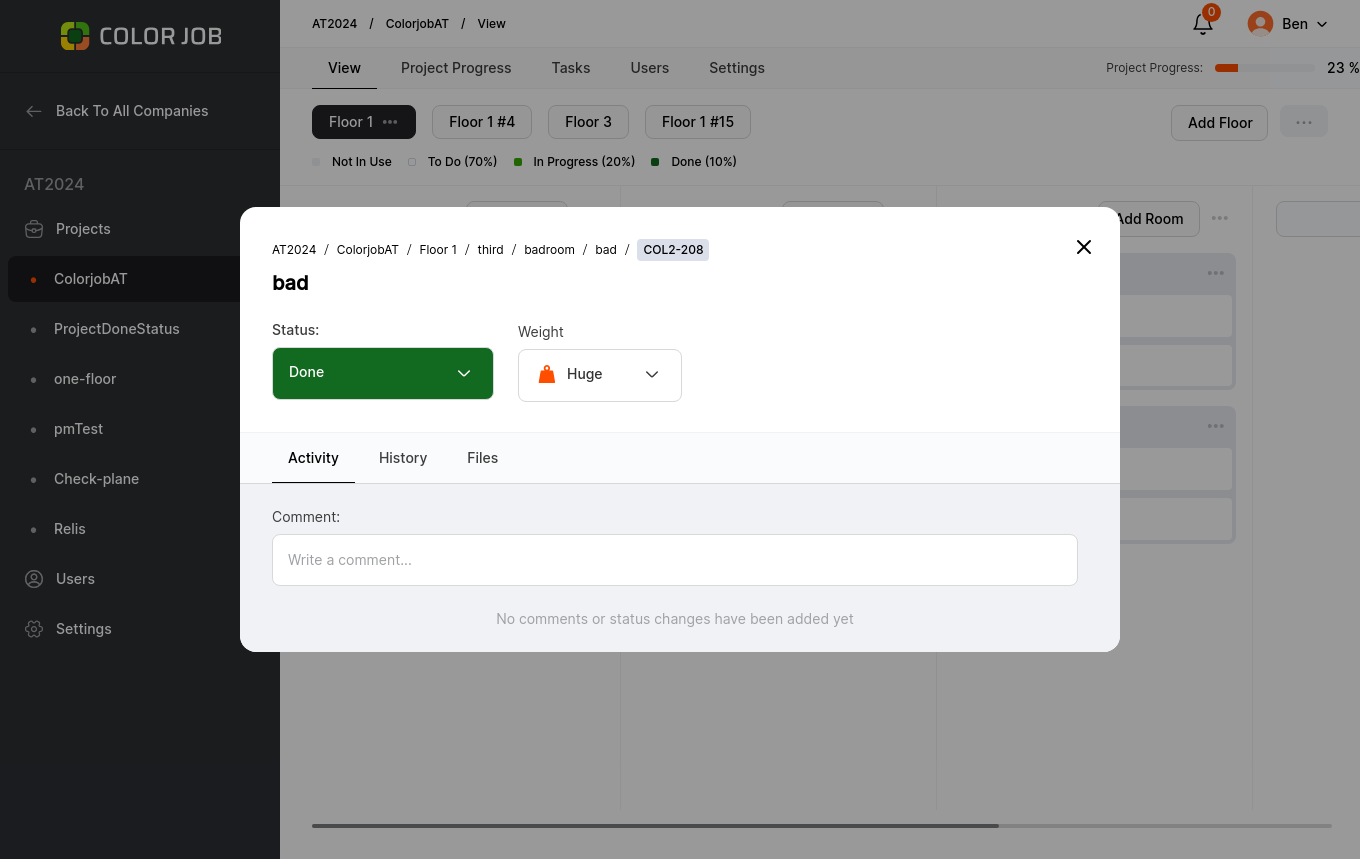 COLOR JOB
Back To All Companies
AT2024
Projects
ColorjobAT
ProjectDoneStatus
one-floor
pmTest
Check-plane
Relis
Users
Settings
AT2024 / ColorjobAT / View
0
Ben
View Project Progress Tasks Users Settings
Project Progress: 23 %
Floor 1 ••• Floor 1 #4 Floor 3 Floor 1 #15
Add Floor •••
Not In Use To Do (70%) In Progress (20%) Done (10%)
Add Room •••
AT2024 / ColorjobAT / Floor 1 / third / badroom / bad / COL2-208
bad
Status: Weight
Done Huge
Activity History Files
Comment:
Write a comment...
No comments or status changes have been added yet